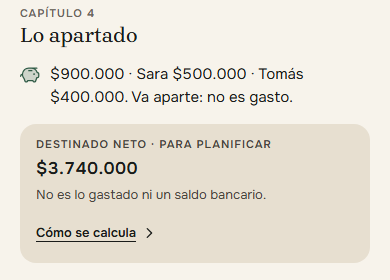 CAPÍTULO 4
Lo apartado
$900.000 · Sara $500.000 · Tomás
$400.000. Va aparte: no es gasto.
DESTINADO NETO · PARA PLANIFICAR
$3.740.000
No es lo gastado ni un saldo bancario.
Cómo se calcula